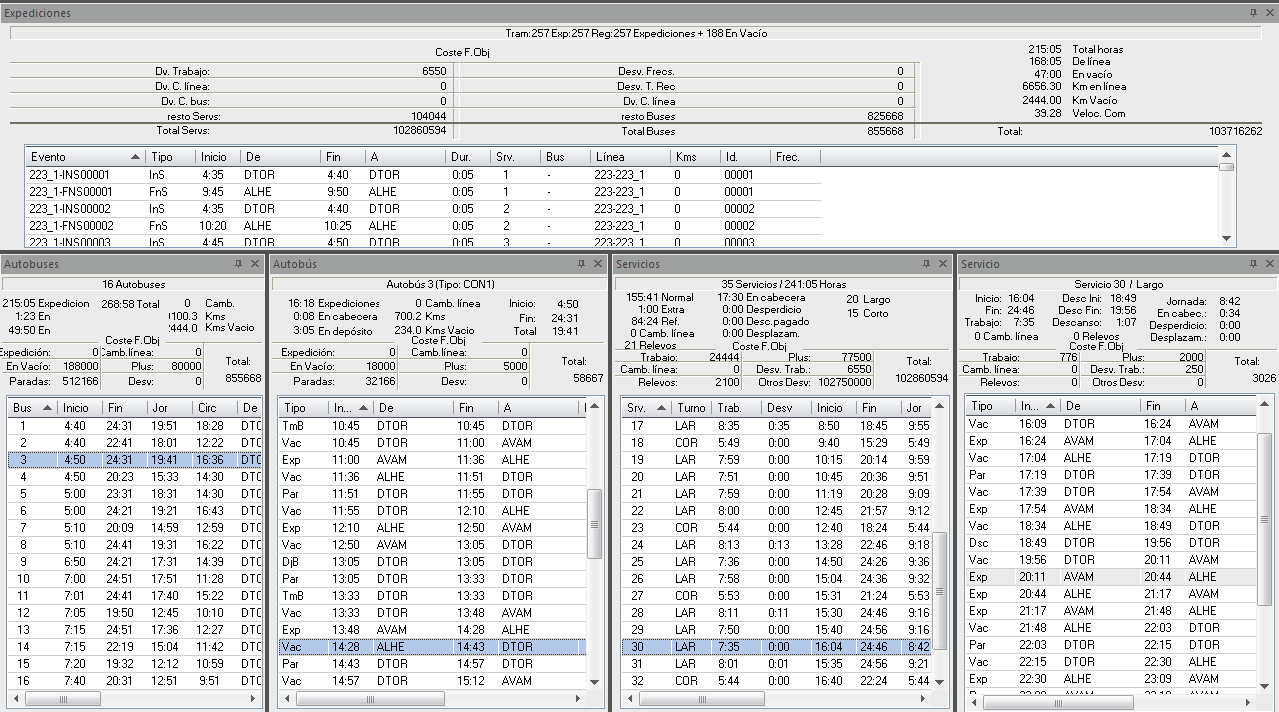 Expediciones
Tram:257 Exp:257 Reg:257 Expediciones + 188 En Vacío
Coste F.Obj
Dv. Trabajo: 6550 Desv. Frecs. 0
Dv. C. línea: 0 Desv. T. Rec 0
Dv. C. bus: 0 Dv. C. línea 0
resto Servs: 104044 resto Buses 825668
Total Servs: 102860594 Total Buses 855668
215:05 Total horas
168:05 De línea
47:00 En vacío
6656.30 Km en línea
2444.00 Km Vacío
39.28 Veloc. Com
Total: 103716262
Evento Tipo Inicio De Fin A Dur. Srv. Bus Línea Kms Id. Frec.
223_1-INS00001 InS 4:35 DTOR 4:40 DTOR 0:05 1 - 223-223_1 0 00001
223_1-FNS00001 FnS 9:45 ALHE 9:50 ALHE 0:05 1 - 223-223_1 0 00001
223_1-INS00002 InS 4:35 DTOR 4:40 DTOR 0:05 2 - 223-223_1 0 00002
223_1-FNS00002 FnS 10:20 ALHE 10:25 ALHE 0:05 2 - 223-223_1 0 00002
223_1-INS00003 InS 4:45 DTOR 4:50 DTOR 0:05 3 - 223-223_1 0 00003
Autobuses
16 Autobuses
215:05 Expedicion 268:58 Total 0 Camb.
1:23 En 1100.3 Kms
49:50 En 2444.0 Kms Vacio
Coste F.Obj
Expedición: 0 Camb.línea: 0
En Vacío: 188000 Plus: 80000
Paradas: 512166 Desv: 0
Total:
855668
Bus Inicio Fin Jor Circ De
1 4:40 24:31 19:51 18:28 DTC
2 4:40 22:41 18:01 12:22 DTC
3 4:50 24:31 19:41 16:36 DTC
4 4:50 20:23 15:33 14:30 DTC
5 5:00 23:31 18:31 14:30 DTC
6 5:00 24:21 19:21 16:43 DTC
7 5:10 20:09 14:59 12:59 DTC
8 5:10 24:41 19:31 16:22 DTC
9 6:50 24:21 17:31 14:39 DTC
10 7:00 24:51 17:51 11:28 DTC
11 7:01 24:41 17:40 15:22 DTC
12 7:05 19:50 12:45 10:10 DTC
13 7:15 24:51 17:36 12:27 DTC
14 7:15 22:19 15:04 11:42 DTC
15 7:20 19:32 12:12 10:59 DTC
16 7:40 20:31 12:51 9:51 DTC
Autobús
Autobús 3 (Tipo: CON1)
16:18 Expediciones 0 Camb. línea Inicio: 4:50
0:08 En cabecera 700.2 Kms Fin: 24:31
3:05 En depósito 234.0 Kms Vacio Total 19:41
Coste F.Obj
Expedición: 0 Camb.línea: 0
En Vacío: 18000 Plus: 5000
Paradas: 32166 Desv: 0
Total:
58667
Tipo In... De Fin A
TmB 10:45 DTOR 10:45 DTOR
Vac 10:45 DTOR 11:00 AVAM
Exp 11:00 AVAM 11:36 ALHE
Vac 11:36 ALHE 11:51 DTOR
Par 11:51 DTOR 11:55 DTOR
Vac 11:55 DTOR 12:10 ALHE
Exp 12:10 ALHE 12:50 AVAM
Vac 12:50 AVAM 13:05 DTOR
DjB 13:05 DTOR 13:05 DTOR
Par 13:05 DTOR 13:33 DTOR
TmB 13:33 DTOR 13:33 DTOR
Vac 13:33 DTOR 13:48 AVAM
Exp 13:48 AVAM 14:28 ALHE
Vac 14:28 ALHE 14:43 DTOR
Par 14:43 DTOR 14:57 DTOR
Vac 14:57 DTOR 15:12 AVAM
Servicios
35 Servicios / 241:05 Horas
155:41 Normal 17:30 En cabecera 20 Largo
1:00 Extra 0:00 Desperdicio 15 Corto
84:24 Ref. 0:00 Desc.pagado
0 Camb. línea 0:00 Desplazam.
21 Relevos
Coste F.Obj
Trabajo: 24444 Plus: 77500
Camb. línea: 0 Desv. Trab.: 6550
Relevos: 2100 Otros Desv: 102750000
Total:
102860594
Srv. Turno Trab. Desv Inicio Fin Jor
17 LAR 8:35 0:35 8:50 18:45 9:55
18 COR 5:49 0:00 9:40 15:29 5:49
19 LAR 7:59 0:00 10:15 20:14 9:59
20 LAR 7:51 0:00 10:45 20:36 9:51
21 LAR 7:59 0:00 11:19 20:28 9:09
22 LAR 8:00 0:00 12:45 21:57 9:12
23 COR 5:44 0:00 12:40 18:24 5:44
24 LAR 8:13 0:13 13:28 22:46 9:18
25 LAR 7:36 0:00 14:50 24:26 9:36
26 LAR 7:58 0:00 15:04 24:36 9:32
27 COR 5:53 0:00 15:31 21:24 5:53
28 LAR 8:11 0:11 15:30 24:46 9:16
29 LAR 7:50 0:00 15:40 24:56 9:16
30 LAR 7:35 0:00 16:04 24:46 8:42
31 LAR 8:01 0:01 15:35 24:56 9:21
32 COR 5:44 0:00 16:40 22:24 5:44
Servicio
Servicio 30 / Largo
Inicio: 16:04 Desc Ini: 18:49 Jornada: 8:42
Fin: 24:46 Desc Fin: 19:56 En cabec.: 0:34
Trabajo: 7:35 Descanso: 1:07 Desperdicio: 0:00
0 Camb. línea 0 Relevos Desplazam.: 0:00
Coste F.Obj
Trabajo: 776 Plus: 2000
Camb. línea: 0 Desv. Trab.: 250
Relevos: 0 Otros Desv: 0
Total:
3026
Tipo In... De Fin A
Vac 16:09 DTOR 16:24 AVAM
Exp 16:24 AVAM 17:04 ALHE
Vac 17:04 ALHE 17:19 DTOR
Par 17:19 DTOR 17:39 DTOR
Vac 17:39 DTOR 17:54 AVAM
Exp 17:54 AVAM 18:34 ALHE
Vac 18:34 ALHE 18:49 DTOR
Dsc 18:49 DTOR 19:56 DTOR
Vac 19:56 DTOR 20:11 AVAM
Exp 20:11 AVAM 20:44 ALHE
Exp 20:44 ALHE 21:17 AVAM
Exp 21:17 AVAM 21:48 ALHE
Vac 21:48 ALHE 22:03 DTOR
Par 22:03 DTOR 22:15 DTOR
Vac 22:15 DTOR 22:30 ALHE
Exp 22:30 ALHE 23:09 AVAM